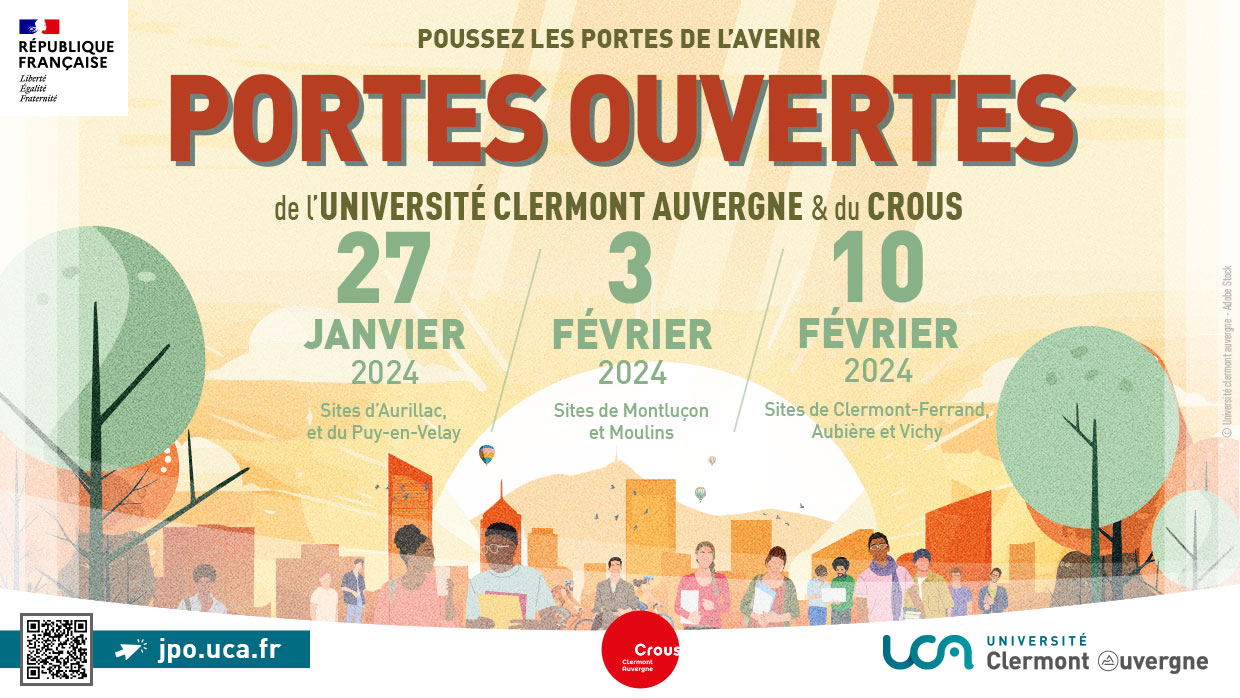 RÉPUBLIQUE
FRANÇAISE
Liberté
Égalité
Fraternité
POUSSEZ LES PORTES DE L'AVENIR
PORTES OUVERTES
de l'UNIVERSITÉ CLERMONT AUVERGNE & du CROUS
27
JANVIER
2024
Sites d'Aurillac,
et du Puy-en-Velay
3
FÉVRIER
2024
Sites de Montluçon
et Moulins
10
FÉVRIER
2024
Sites de Clermont-Ferrand,
Aubière et Vichy
© Université clermont auvergne - Adobe Stock
jpo.uca.fr
Crous
Clermont
Auvergne
uca
UNIVERSITÉ
Clermont Auvergne